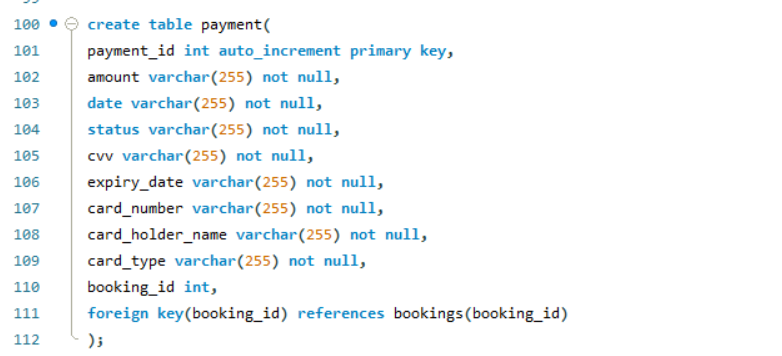 100 create table payment(
101 payment_id int auto_increment primary key,
102 amount varchar(255) not null,
103 date varchar(255) not null,
104 status varchar(255) not null,
105 cvv varchar(255) not null,
106 expiry_date varchar(255) not null,
107 card_number varchar(255) not null,
108 card_holder_name varchar(255) not null,
109 card_type varchar(255) not null,
110 booking_id int,
111 foreign key(booking_id) references bookings(booking_id)
112 );